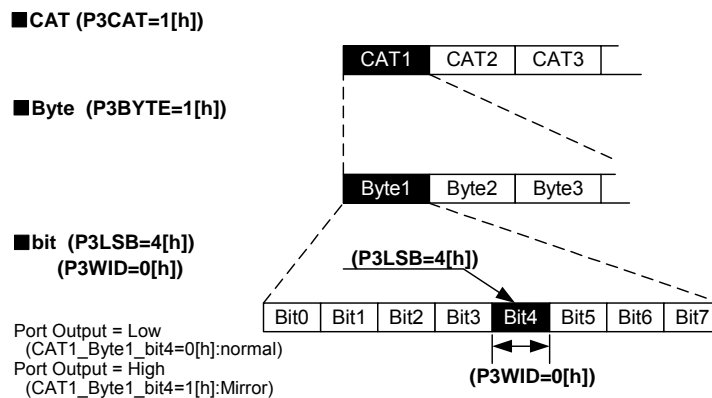 ■CAT (P3CAT=1[h])
CAT1 CAT2 CAT3
■Byte (P3BYTE=1[h])
Byte1 Byte2 Byte3
■bit (P3LSB=4[h])
(P3WID=0[h])
(P3LSB=4[h])
Bit0 Bit1 Bit2 Bit3 Bit4 Bit5 Bit6 Bit7
Port Output = Low
(CAT1_Byte1_bit4=0[h]:normal)
Port Output = High
(CAT1_Byte1_bit4=1[h]:Mirror)
(P3WID=0[h])